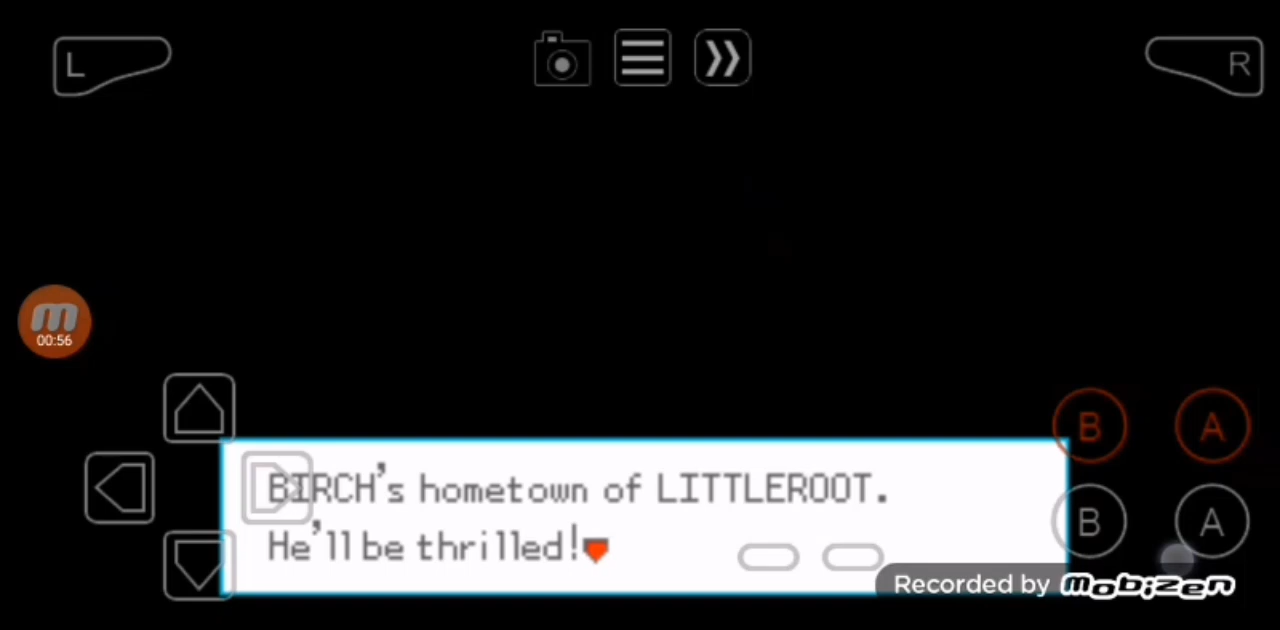 L
R
m
00:56
BIRCH's hometown of LITTLEROOT.
He'll be thrilled!
B A
B A
Recorded by mobizen